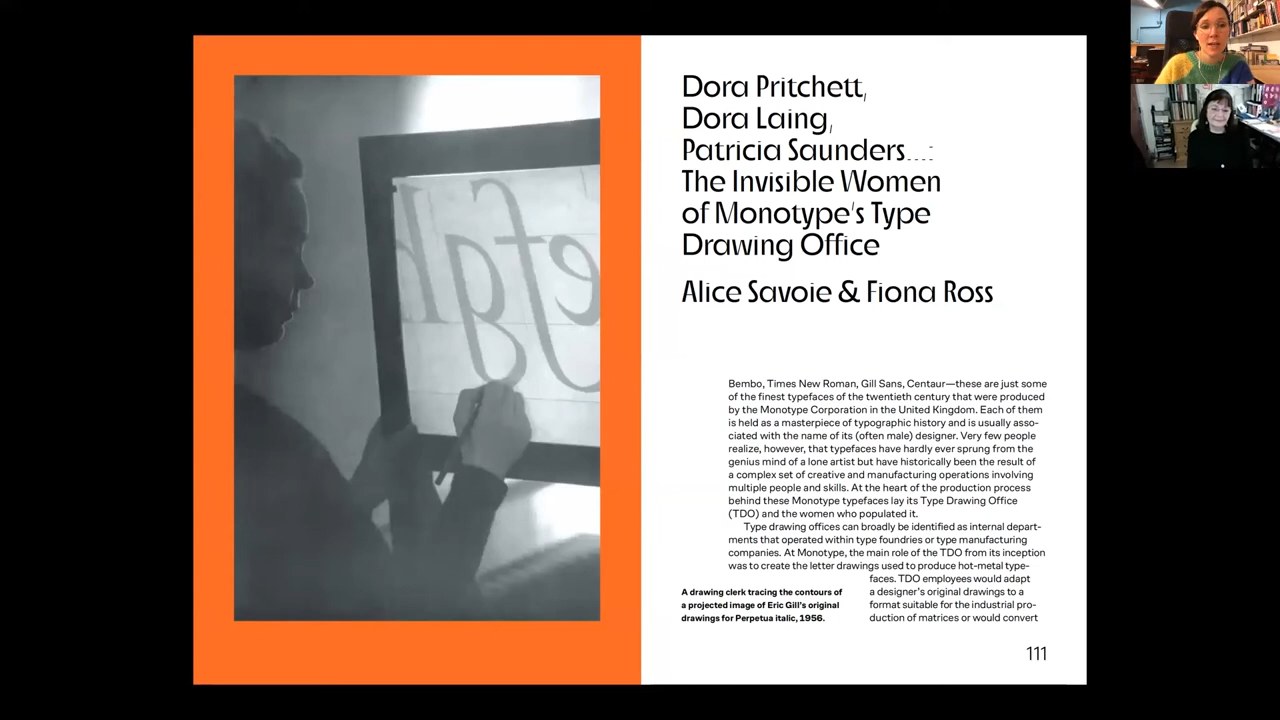 Dora Pritchett,
Dora Laing,
Patricia Saunders...:
The Invisible Women
of Monotype's Type
Drawing Office
Alice Savoie & Fiona Ross
Bembo, Times New Roman, Gill Sans, Centaur—these are just some
of the finest typefaces of the twentieth century that were produced
by the Monotype Corporation in the United Kingdom. Each of them
is held as a masterpiece of typographic history and is usually asso-
ciated with the name of its (often male) designer. Very few people
realize, however, that typefaces have hardly ever sprung from the
genius mind of a lone artist but have historically been the result of
a complex set of creative and manufacturing operations involving
multiple people and skills. At the heart of the production process
behind these Monotype typefaces lay its Type Drawing Office
(TDO) and the women who populated it.
Type drawing offices can broadly be identified as internal depart-
ments that operated within type foundries or type manufacturing
companies. At Monotype, the main role of the TDO from its inception
was to create the letter drawings used to produce hot-metal type-
faces. TDO employees would adapt
a designer's original drawings to a
format suitable for the industrial pro-
duction of matrices or would convert
A drawing clerk tracing the contours of
a projected image of Eric Gill's original
drawings for Perpetua italic, 1956.
111